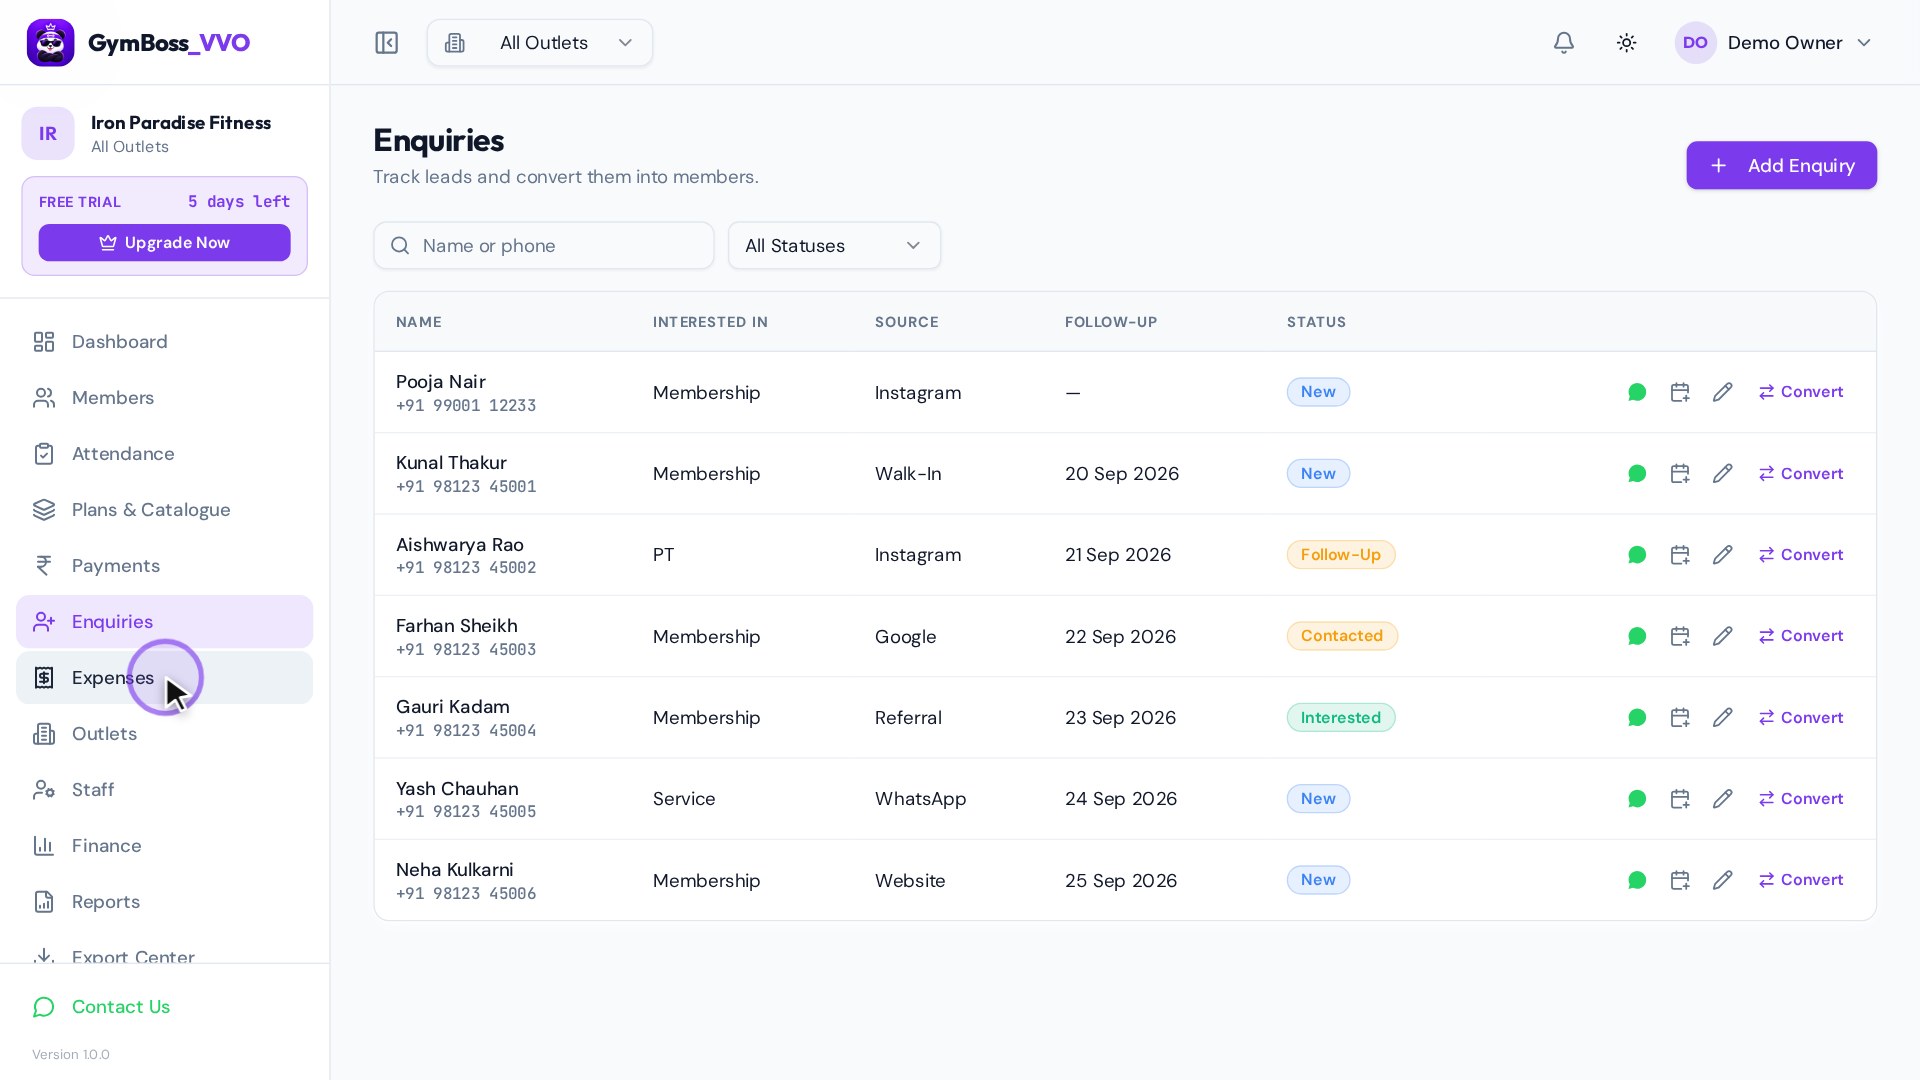 GymBoss_VVO
All Outlets
DO Demo Owner
IR
Iron Paradise Fitness
All Outlets
FREE TRIAL 5 days left
Upgrade Now
Dashboard
Members
Attendance
Plans & Catalogue
Payments
Enquiries
Expenses
Outlets
Staff
Finance
Reports
Export Center
Contact Us
Version 1.0.0
Enquiries
Track leads and convert them into members.
Add Enquiry
Name or phone
All Statuses
NAME INTERESTED IN SOURCE FOLLOW-UP STATUS
Pooja Nair
+91 99001 12233
Membership Instagram — New Convert
Kunal Thakur
+91 98123 45001
Membership Walk-In 20 Sep 2026 New Convert
Aishwarya Rao
+91 98123 45002
PT Instagram 21 Sep 2026 Follow-Up Convert
Farhan Sheikh
+91 98123 45003
Membership Google 22 Sep 2026 Contacted Convert
Gauri Kadam
+91 98123 45004
Membership Referral 23 Sep 2026 Interested Convert
Yash Chauhan
+91 98123 45005
Service WhatsApp 24 Sep 2026 New Convert
Neha Kulkarni
+91 98123 45006
Membership Website 25 Sep 2026 New Convert